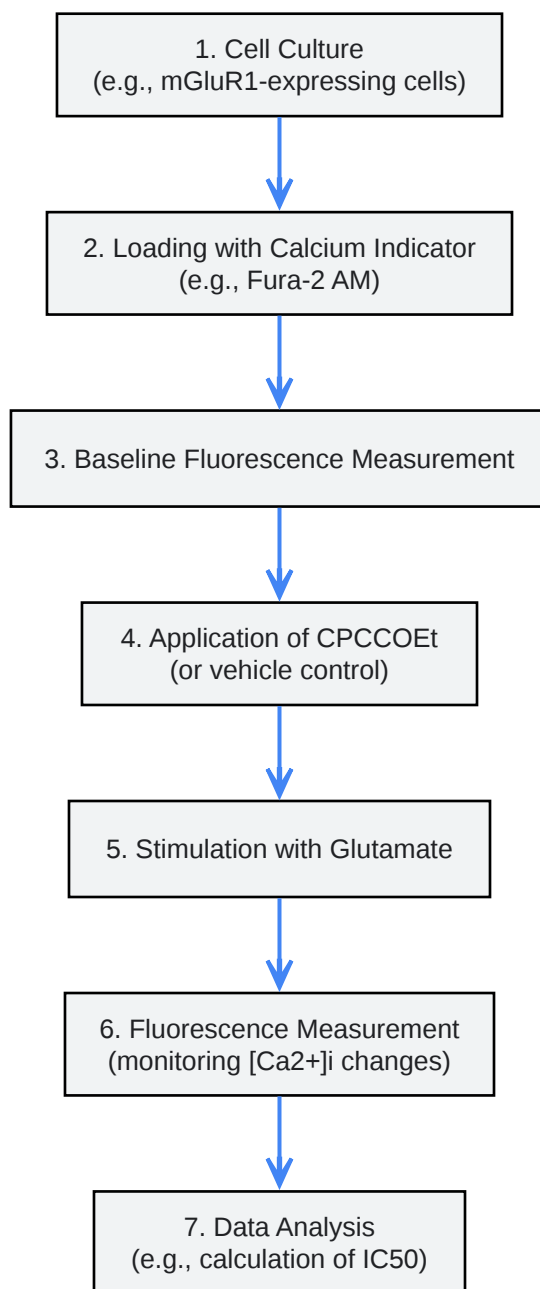 1. Cell Culture
(e.g., mGluR1-expressing cells)
2. Loading with Calcium Indicator
(e.g., Fura-2 AM)
3. Baseline Fluorescence Measurement
4. Application of CPCCOEt
(or vehicle control)
5. Stimulation with Glutamate
6. Fluorescence Measurement
(monitoring [Ca2+]i changes)
7. Data Analysis
(e.g., calculation of IC50)